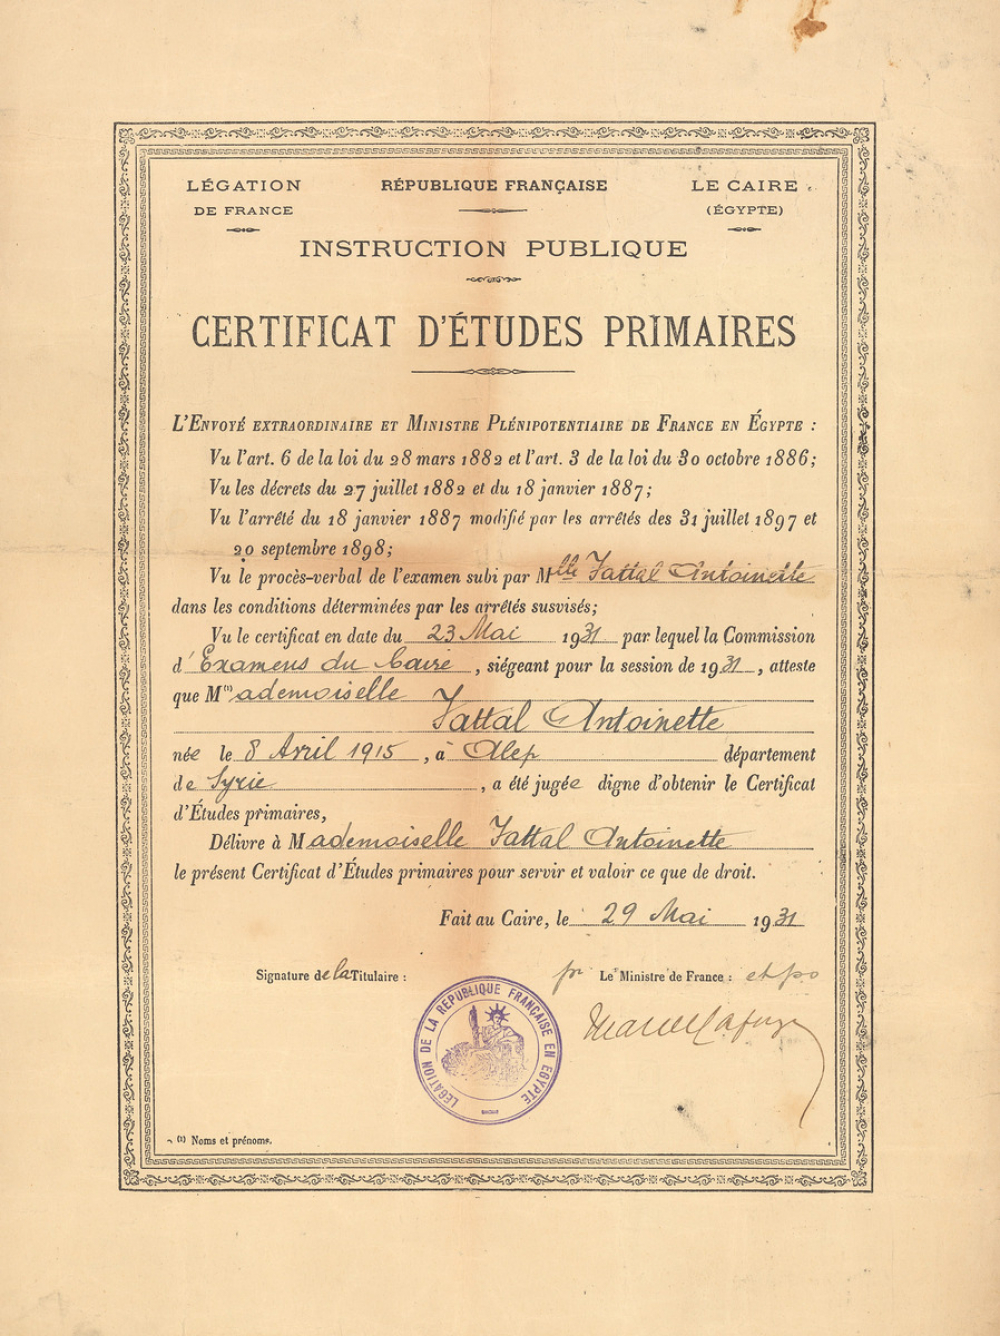 LÉGATION
DE FRANCE
RÉPUBLIQUE FRANÇAISE
LE CAIRE
(ÉGYPTE)
INSTRUCTION PUBLIQUE
CERTIFICAT D'ÉTUDES PRIMAIRES
L'ENVOYÉ EXTRAORDINAIRE ET MINISTRE PLÉNIPOTENTIAIRE DE FRANCE EN ÉGYPTE :
Vu l'art. 6 de la loi du 28 mars 1882 et l'art. 3 de la loi du 30 octobre 1886;
Vu les décrets du 27 juillet 1882 et du 18 janvier 1887;
Vu l'arrêté du 18 janvier 1887 modifié par les arrêtés des 31 juillet 1897 et
20 septembre 1898;
Vu le procès-verbal de l'examen subi par Mlle Fattal Antoinette
dans les conditions déterminées par les arrêtés susvisés;
Vu le certificat en date du 23 Mai 1931 par lequel la Commission
d'Examens du Caire, siégeant pour la session de 1931, atteste
que M(1)ademoiselle
Fattal Antoinette
née le 8 Avril 1915, à Alep département
de Syrie, a été jugée digne d'obtenir le Certificat
d'Études primaires,
Délivre à Mademoiselle Fattal Antoinette
le présent Certificat d'Études primaires pour servir et valoir ce que de droit.
Fait au Caire, le 29 Mai 1931
Signature de la Titulaire :
pr Le Ministre de France : et po
LEGATION DE LA REPUBLIQUE FRANÇAISE EN EGYPTE
(1) Noms et prénoms.